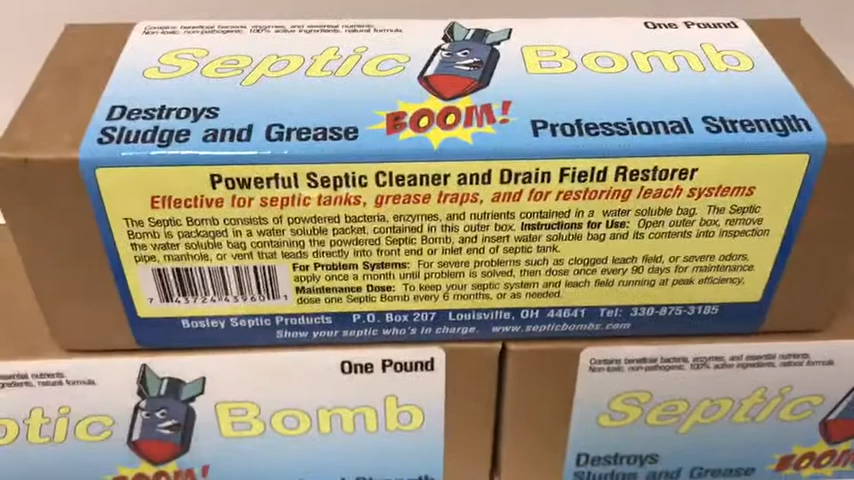 Contains beneficial bacteria, enzymes, and essential nutrients.
Non-toxic, non-pathogenic. 100% active ingredients, natural formula.
One Pound
Septic Bomb
Destroys
Sludge and Grease
BOOM!
Professional Strength
Powerful Septic Cleaner and Drain Field Restorer
Effective for septic tanks, grease traps, and for restoring leach systems
The Septic Bomb consists of powdered bacteria, enzymes, and nutrients contained in a water soluble bag. The Septic
Bomb is packaged in a water soluble packet, contained in this outer box. Instructions for Use: Open outer box, remove
the water soluble bag containing the powdered Septic Bomb, and insert water soluble bag and its contents into inspection
pipe, manhole, or vent that leads directly into front end or inlet end of septic tank.
For Problem Systems: For severe problems such as clogged leach field, or severe odors,
apply once a month until problem is solved, then dose once every 90 days for maintenance.
Maintenance Dose: To keep your septic system and leach field running at peak efficiency,
dose one Septic Bomb every 6 months, or as needed.
7 43724 43960
Bosley Septic Products P.O. Box 207 Louisville, OH 44641 Tel: 330-875-3185
Show your septic who's in charge. www.septicbombs.com
essential nutrients.
ingredients, natural formula.
One Pound
Septic Bomb
BOOM!
Strength
Contains beneficial bacteria, enzymes, and essential nutrients.
Non-toxic, non-pathogenic. 100% active ingredients, natural formula.
Septic
Destroys
Sludge and Grease
BOOM